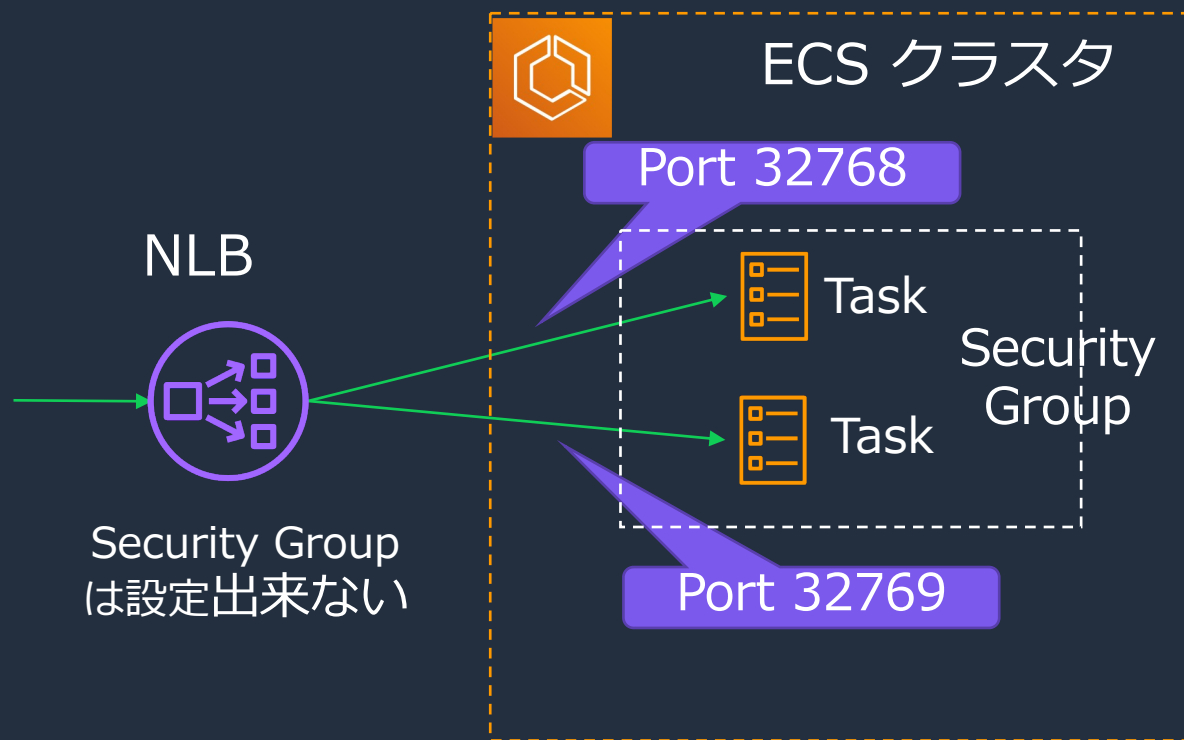 ECS クラスタ
Port 32768
NLB
Task
Security
Group
Task
Security Group
は設定出来ない
Port 32769